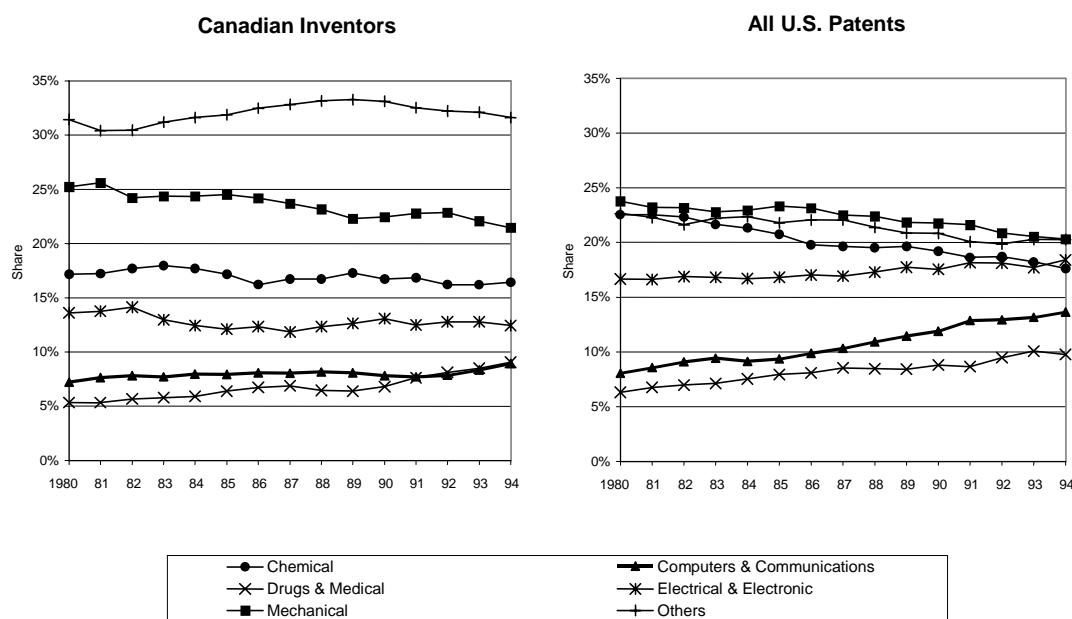 Canadian Inventors
All U.S. Patents
35%
30%
25%
20%
15%
10%
5%
0%
Share
1980 81 82 83 84 85 86 87 88 89 90 91 92 93 94
35%
30%
25%
20%
15%
10%
5%
0%
Share
1980 81 82 83 84 85 86 87 88 89 90 91 92 93 94
Chemical
Computers & Communications
Drugs & Medical
Electrical & Electronic
Mechanical
Others